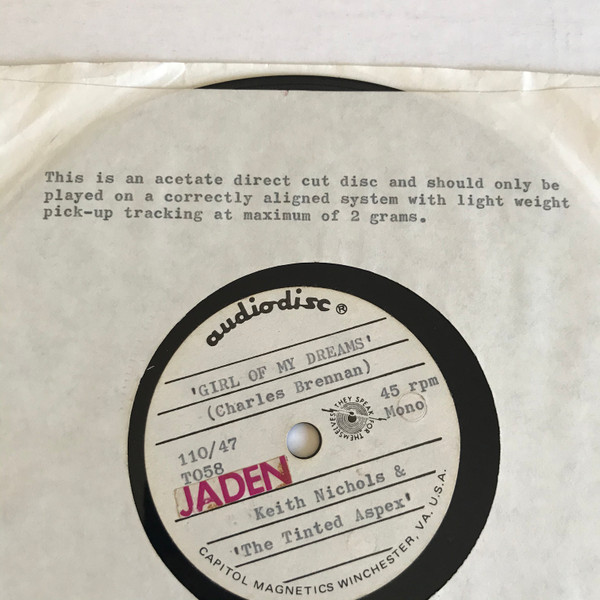 This is an acetate direct cut disc and should only be
played on a correctly aligned system with light weight
pick-up tracking at maximum of 2 grams.
audiodisc ®
'GIRL OF MY DREAMS'
(Charles Brennan)
45 rpm
Mono
THEY SPEAK FOR THEMSELVES
110/47
T058
JADEN
Keith Nichols &
'The Tinted Aspex'
CAPITOL MAGNETICS WINCHESTER, VA. U.S.A.